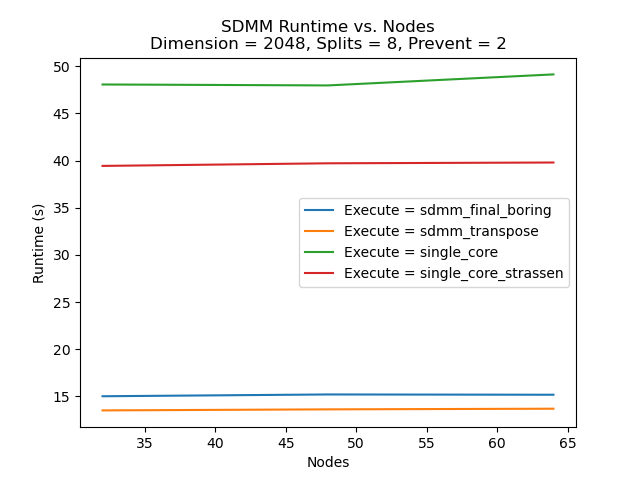 SDMM Runtime vs. Nodes
Dimension = 2048, Splits = 8, Prevent = 2
50
45
40
35
30
25
20
15
Runtime (s)
Execute = sdmm_final_boring
Execute = sdmm_transpose
Execute = single_core
Execute = single_core_strassen
35 40 45 50 55 60 65
Nodes